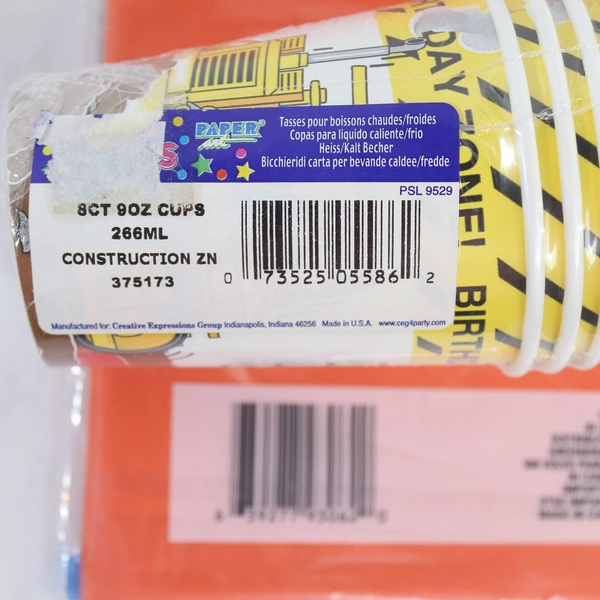 DAY ZONE! BIRTH
PAPER
art
Tasses pour boissons chaudes/froides
Copas para liquido caliente/frio
Heiss/Kalt Becher
Bicchieridi carta per bevande caldee/fredde
PSL 9529
8CT 9OZ CUPS
266ML
CONSTRUCTION ZN
375173
0 73525 05586 2
Manufactured for: Creative Expressions Group Indianapolis, Indiana 46256 Made in U.S.A. www.ceg4party.com